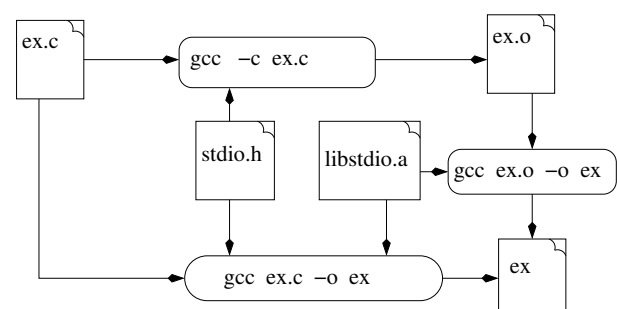 ex.c
gcc −c ex.c
ex.o
stdio.h
libstdio.a
gcc ex.o −o ex
gcc ex.c −o ex
ex